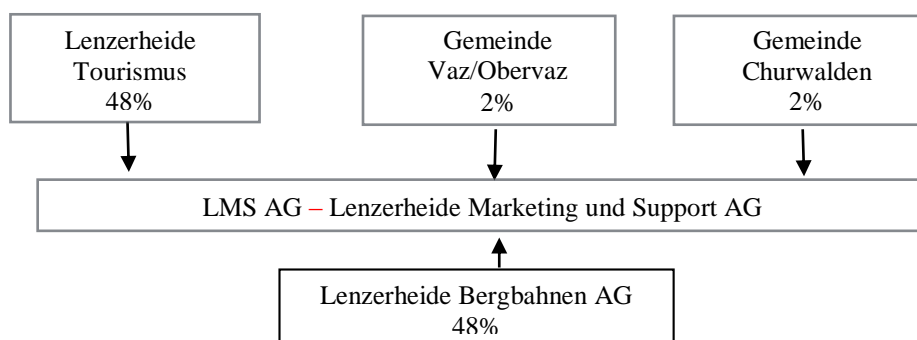 Lenzerheide
Tourismus
48%
Gemeinde
Vaz/Obervaz
2%
Gemeinde
Churwalden
2%
LMS AG – Lenzerheide Marketing und Support AG
Lenzerheide Bergbahnen AG
48%